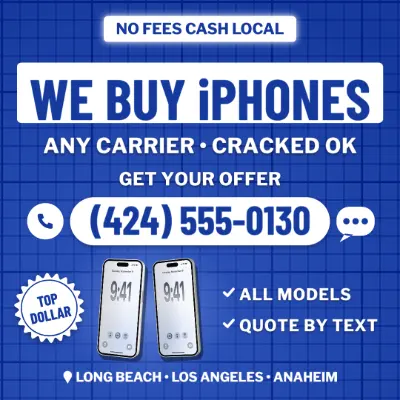 NO FEES CASH LOCAL
WE BUY iPHONES
ANY CARRIER • CRACKED OK
GET YOUR OFFER
(424) 555-0130
TOP
DOLLAR
9:41
9:41
✓ ALL MODELS
✓ QUOTE BY TEXT
LONG BEACH • LOS ANGELES • ANAHEIM